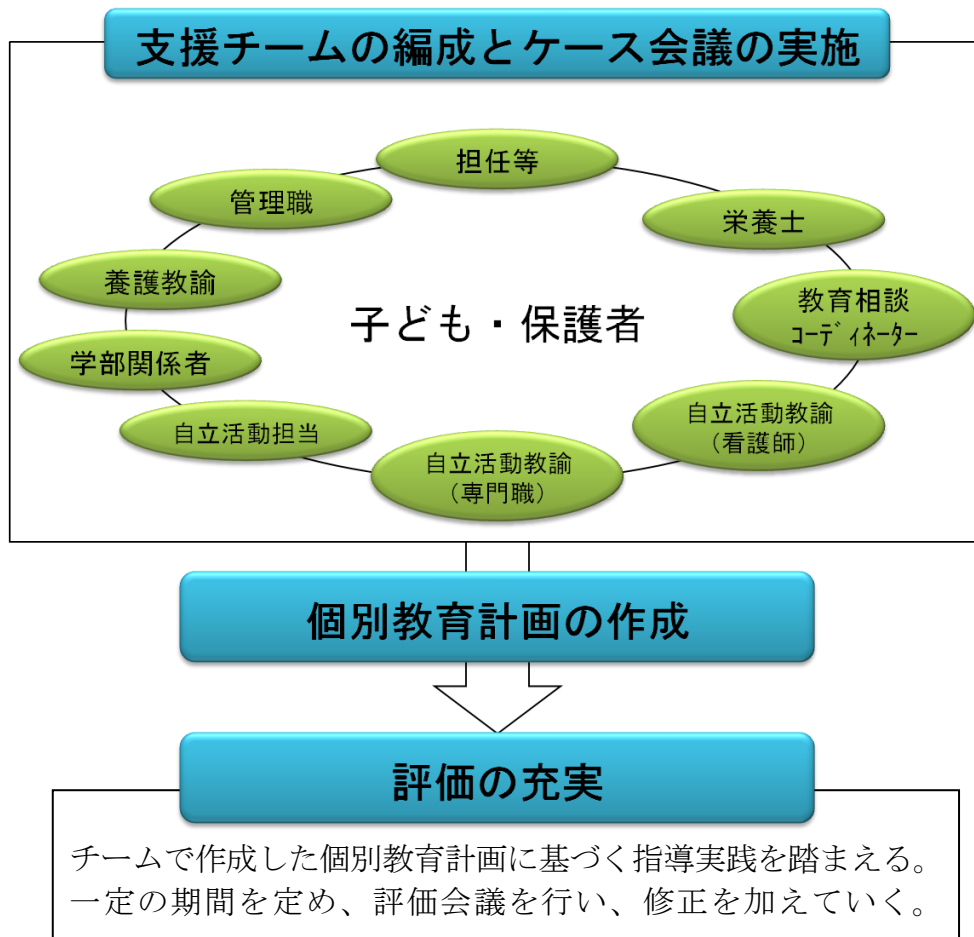 支援チームの編成とケース会議の実施
担任等
管理職
栄養士
養護教諭
教育相談
コーディネーター
子ども・保護者
学部関係者
自立活動担当
自立活動教諭
（看護師）
自立活動教諭
（専門職）
個別教育計画の作成
評価の充実
チームで作成した個別教育計画に基づく指導実践を踏まえる。
一定の期間を定め、評価会議を行い、修正を加えていく。